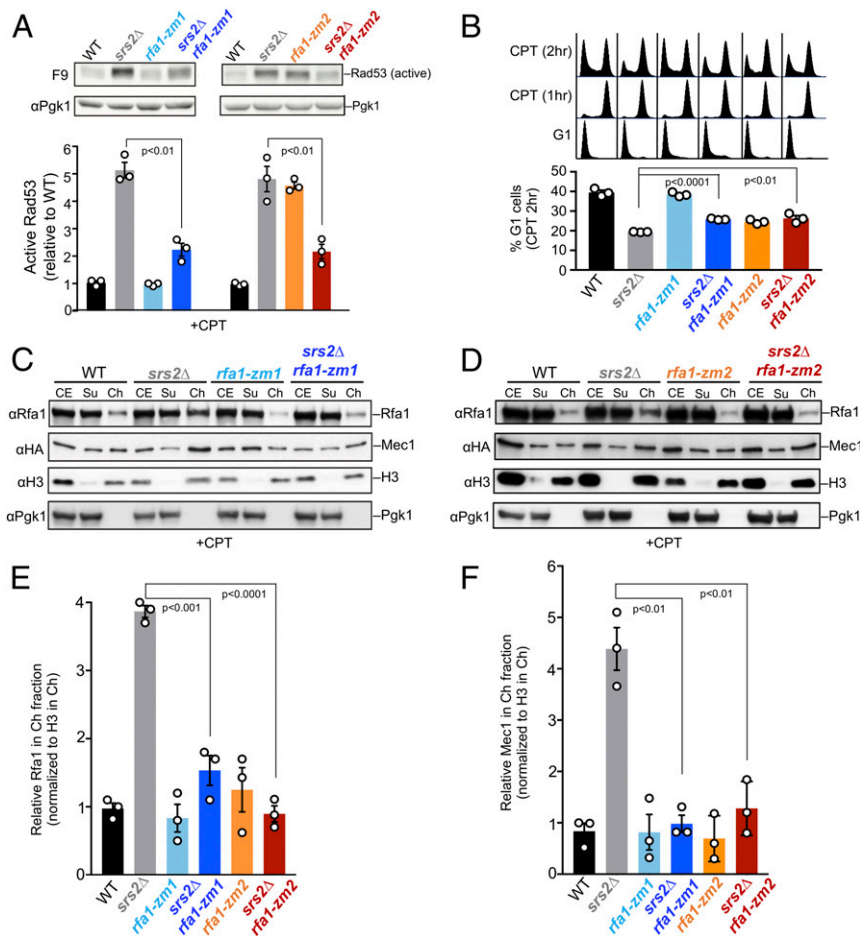 A
WT
srs2Δ
rfa1-zm1
srs2Δ
rfa1-zm1
WT
srs2Δ
rfa1-zm2
srs2Δ
rfa1-zm2
F9
Rad53 (active)
αPgk1
Pgk1
Active Rad53
(relative to WT)
6
5
4
3
2
1
0
p<0.01
p<0.01
+CPT
B
CPT (2hr)
CPT (1hr)
G1
% G1 cells
(CPT 2hr)
50
40
30
20
10
0
p<0.0001
p<0.01
WT
srs2Δ
rfa1-zm1
srs2Δ
rfa1-zm1
rfa1-zm2
srs2Δ
rfa1-zm2
C
WT
srs2Δ
rfa1-zm1
srs2Δ
rfa1-zm1
CE Su Ch CE Su Ch CE Su Ch CE Su Ch
αRfa1
Rfa1
αHA
Mec1
αH3
H3
αPgk1
Pgk1
+CPT
D
WT
srs2Δ
rfa1-zm2
srs2Δ
rfa1-zm2
CE Su Ch CE Su Ch CE Su Ch CE Su Ch
αRfa1
Rfa1
αHA
Mec1
αH3
H3
αPgk1
Pgk1
+CPT
E
Relative Rfa1 in Ch fraction
(normalized to H3 in Ch)
4
3
2
1
0
p<0.001
p<0.0001
WT
srs2Δ
rfa1-zm1
srs2Δ
rfa1-zm1
rfa1-zm2
srs2Δ
rfa1-zm2
F
Relative Mec1 in Ch fraction
(normalized to H3 in Ch)
6
5
4
3
2
1
0
p<0.01
p<0.01
WT
srs2Δ
rfa1-zm1
srs2Δ
rfa1-zm1
rfa1-zm2
srs2Δ
rfa1-zm2